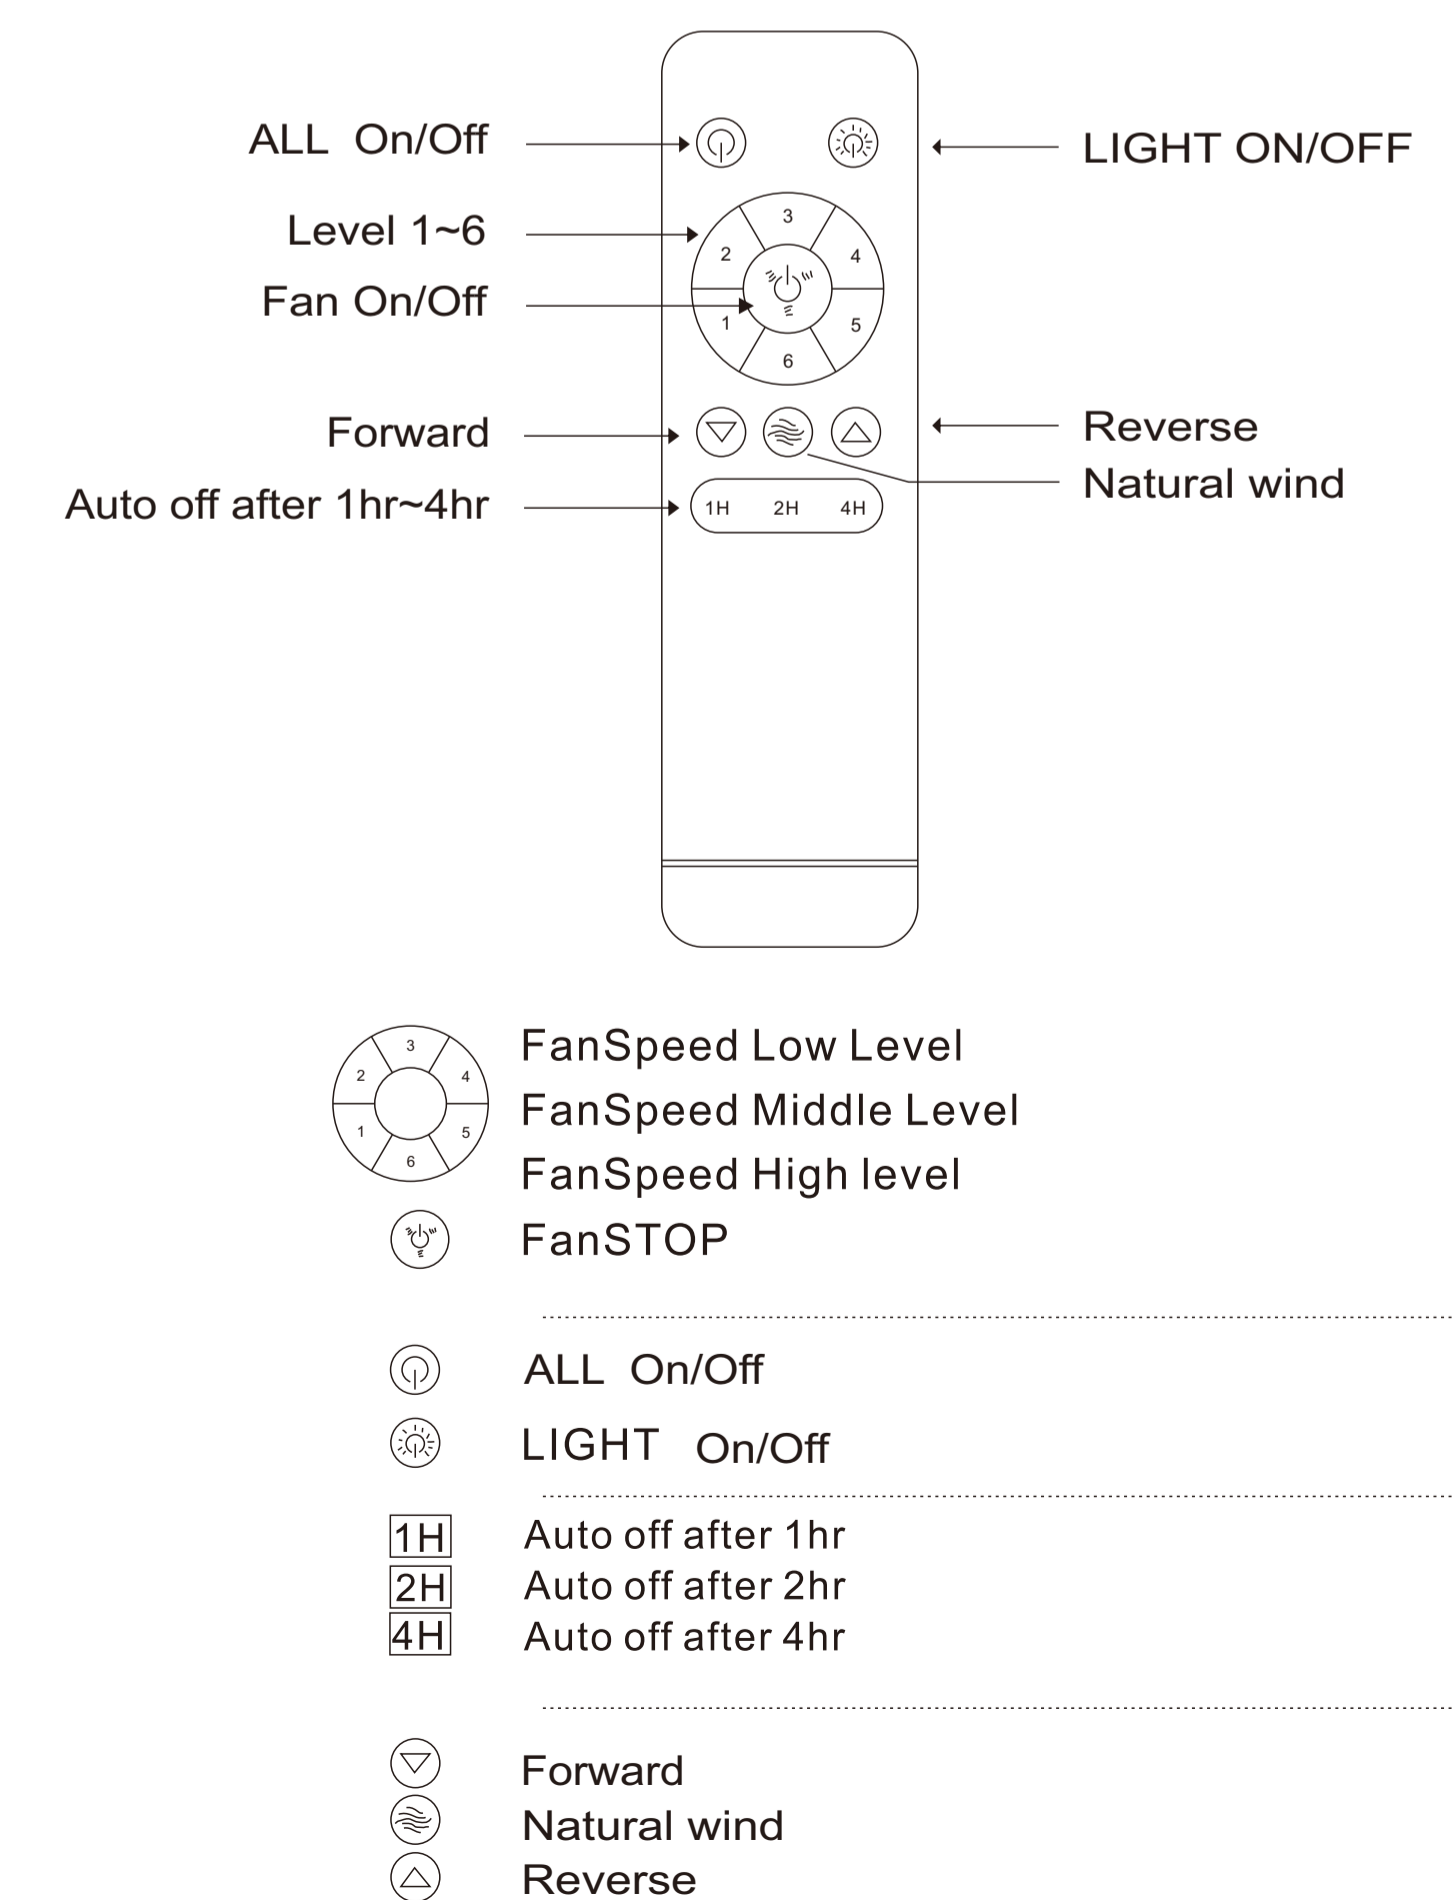 ALL On/Off
LIGHT ON/OFF
Level 1~6
3
2
4
Fan On/Off
1
5
6
Forward
Reverse
Natural wind
Auto off after 1hr~4hr
1H 2H 4H
3
2
4
1
5
6
FanSpeed Low Level
FanSpeed Middle Level
FanSpeed High level
FanSTOP
ALL On/Off
LIGHT On/Off
1H Auto off after 1hr
2H Auto off after 2hr
4H Auto off after 4hr
Forward
Natural wind
Reverse